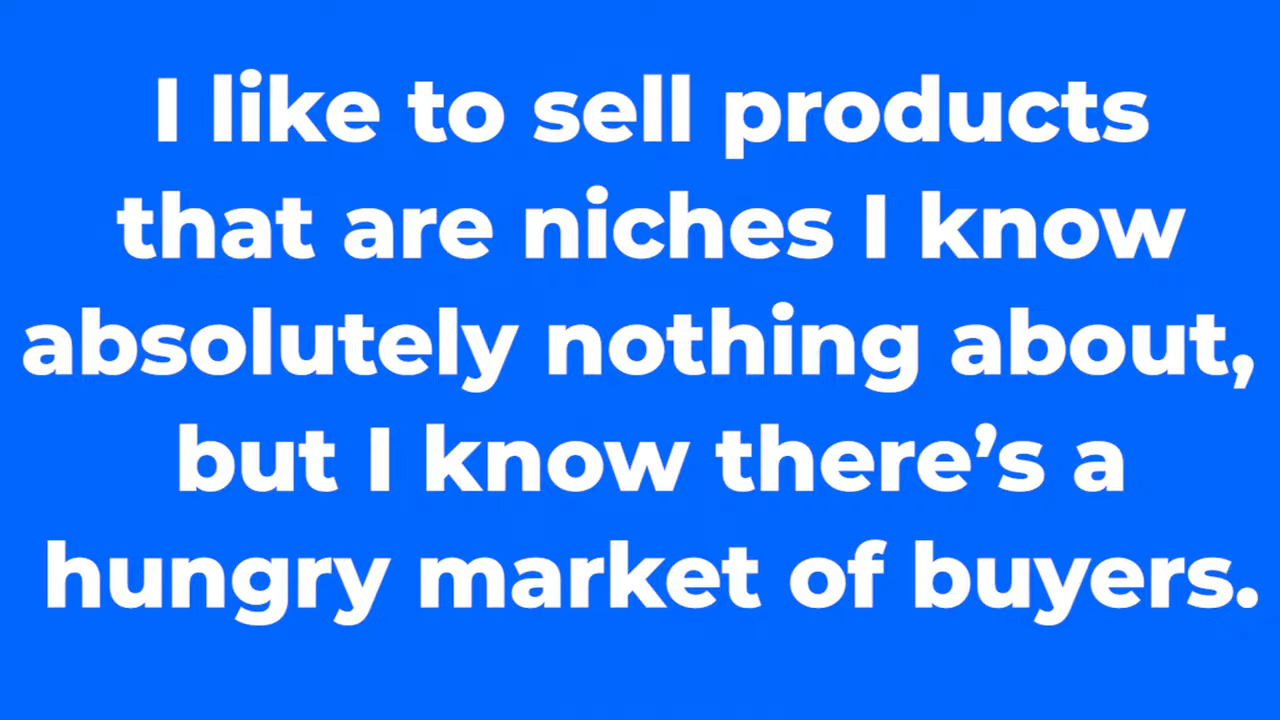 I like to sell products
that are niches I know
absolutely nothing about,
but I know there’s a
hungry market of buyers.